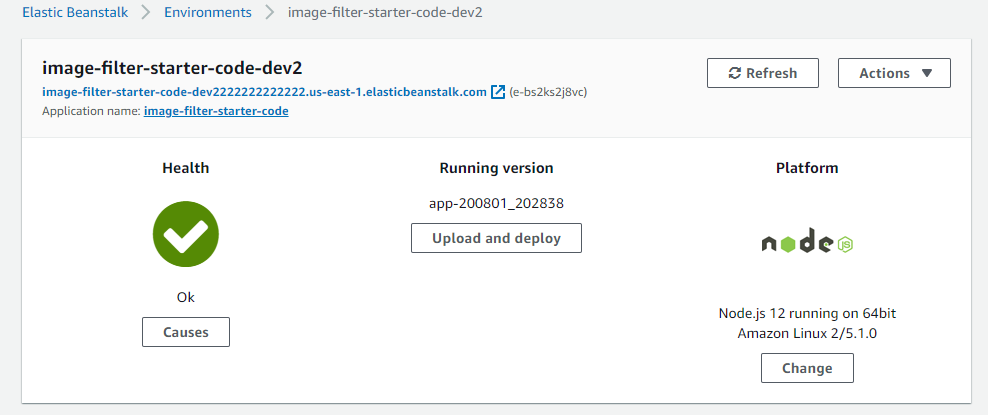 Elastic Beanstalk > Environments > image-filter-starter-code-dev2
image-filter-starter-code-dev2
Refresh
Actions
image-filter-starter-code-dev2222222222222.us-east-1.elasticbeanstalk.com (e-bs2ks2j8vc)
Application name: image-filter-starter-code
Health
Running version
Platform
app-200801_202838
Upload and deploy
node
JS
Ok
Causes
Node.js 12 running on 64bit
Amazon Linux 2/5.1.0
Change